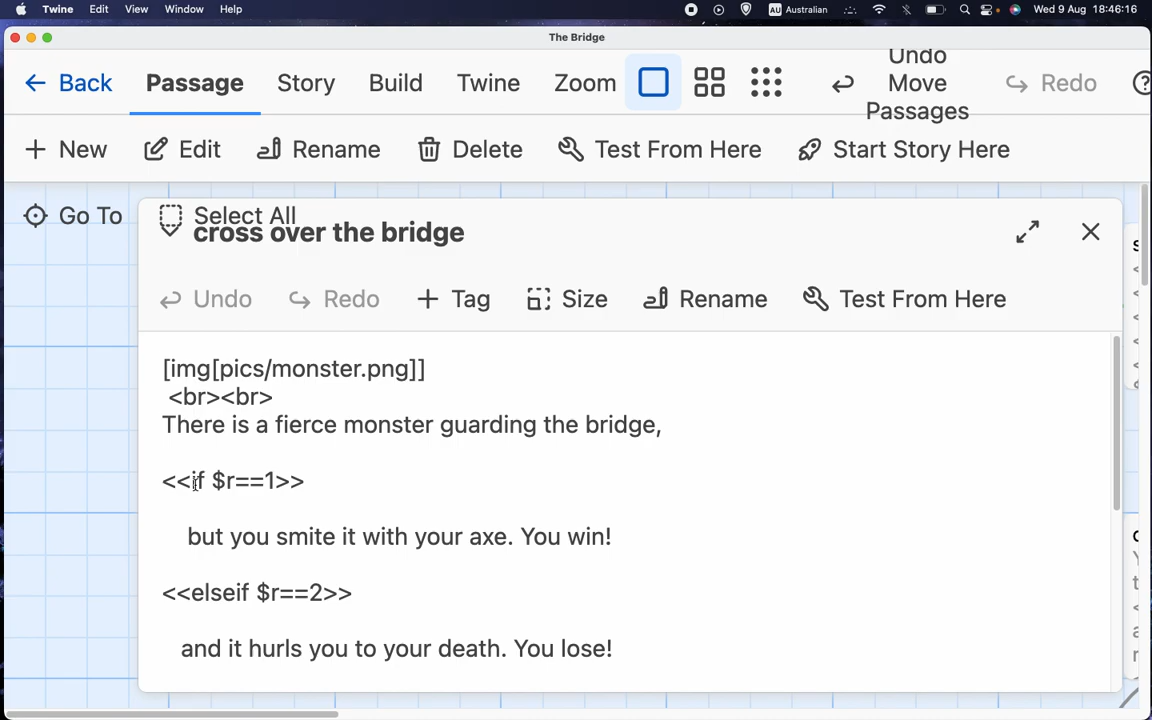 Twine Edit View Window Help AU Australian Wed 9 Aug 18:46:16
The Bridge
Back Passage Story Build Twine Zoom Undo Move Passages Redo
New Edit Rename Delete Test From Here Start Story Here
Go To Select All
cross over the bridge
Undo Redo Tag Size Rename Test From Here
[img[pics/monster.png]]
<br><br>
There is a fierce monster guarding the bridge,
<<if $r==1>>
but you smite it with your axe. You win!
<<elseif $r==2>>
and it hurls you to your death. You lose!